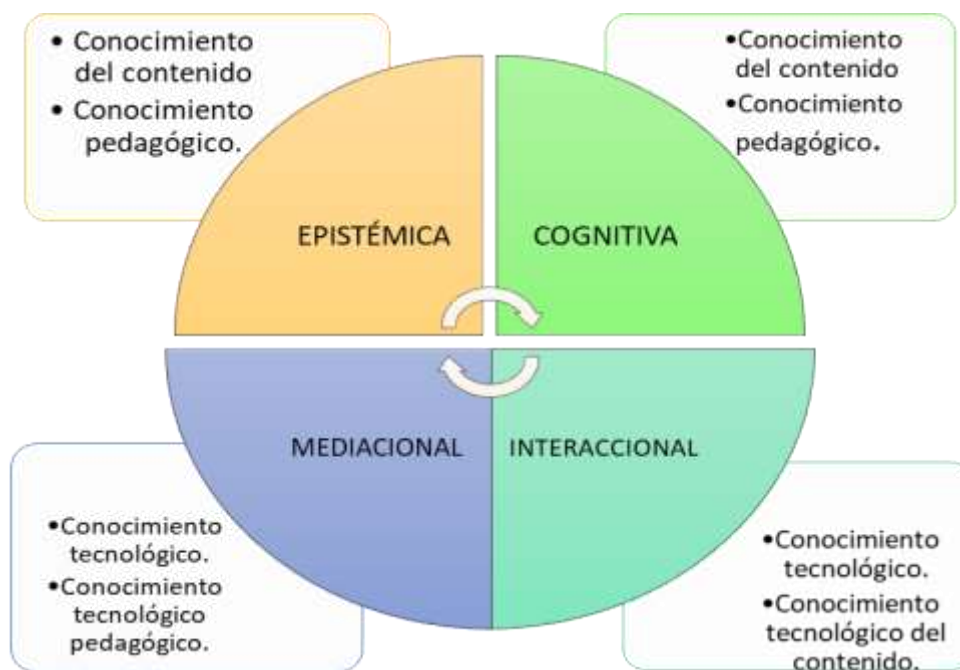 • Conocimiento
del contenido
• Conocimiento
pedagógico.
•Conocimiento
del contenido
•Conocimiento
pedagógico.
EPISTÉMICA
COGNITIVA
MEDIACIONAL
INTERACCIONAL
•Conocimiento
tecnológico.
•Conocimiento
tecnológico
pedagógico.
•Conocimiento
tecnológico.
•Conocimiento
tecnológico del
contenido.